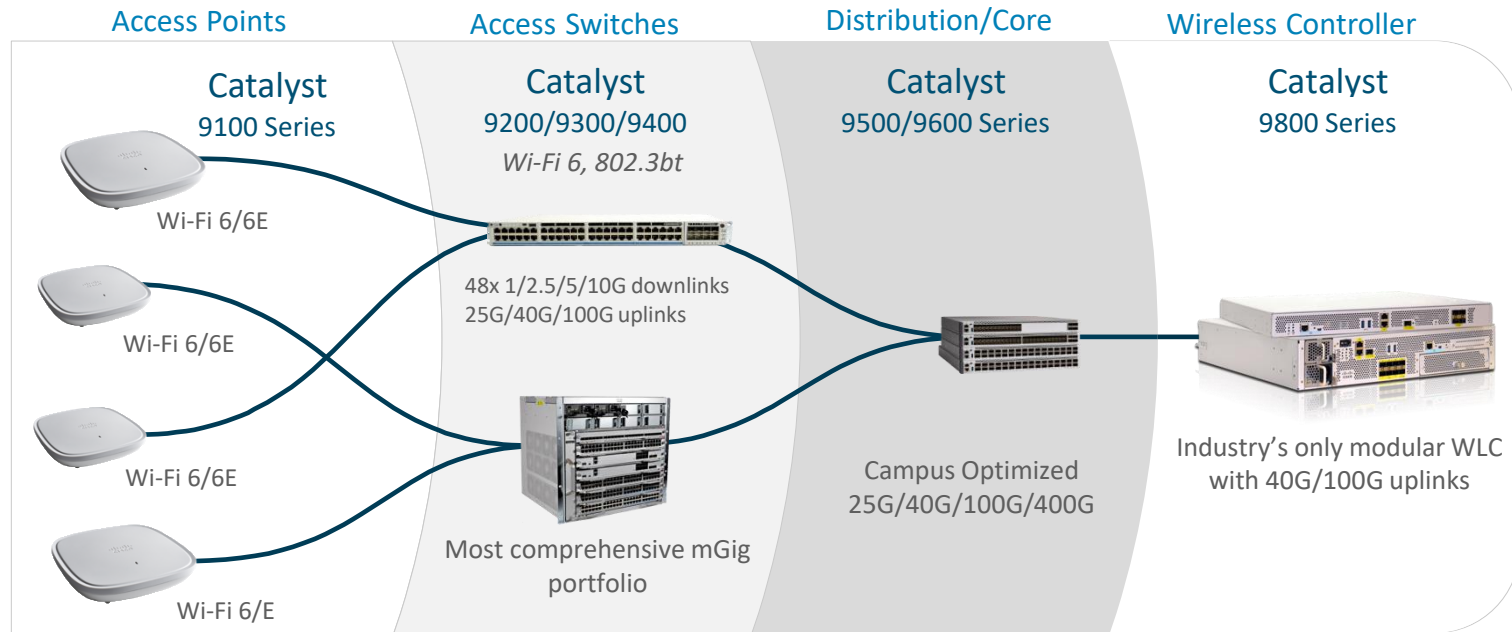 Access Points
Access Switches
Distribution/Core
Wireless Controller
Catalyst
9100 Series
Wi-Fi 6/6E
Wi-Fi 6/6E
Wi-Fi 6/6E
Wi-Fi 6/E
Catalyst
9200/9300/9400
Wi-Fi 6, 802.3bt
48x 1/2.5/5/10G downlinks
25G/40G/100G uplinks
Most comprehensive mGig
portfolio
Catalyst
9500/9600 Series
Campus Optimized
25G/40G/100G/400G
Catalyst
9800 Series
Industry’s only modular WLC
with 40G/100G uplinks